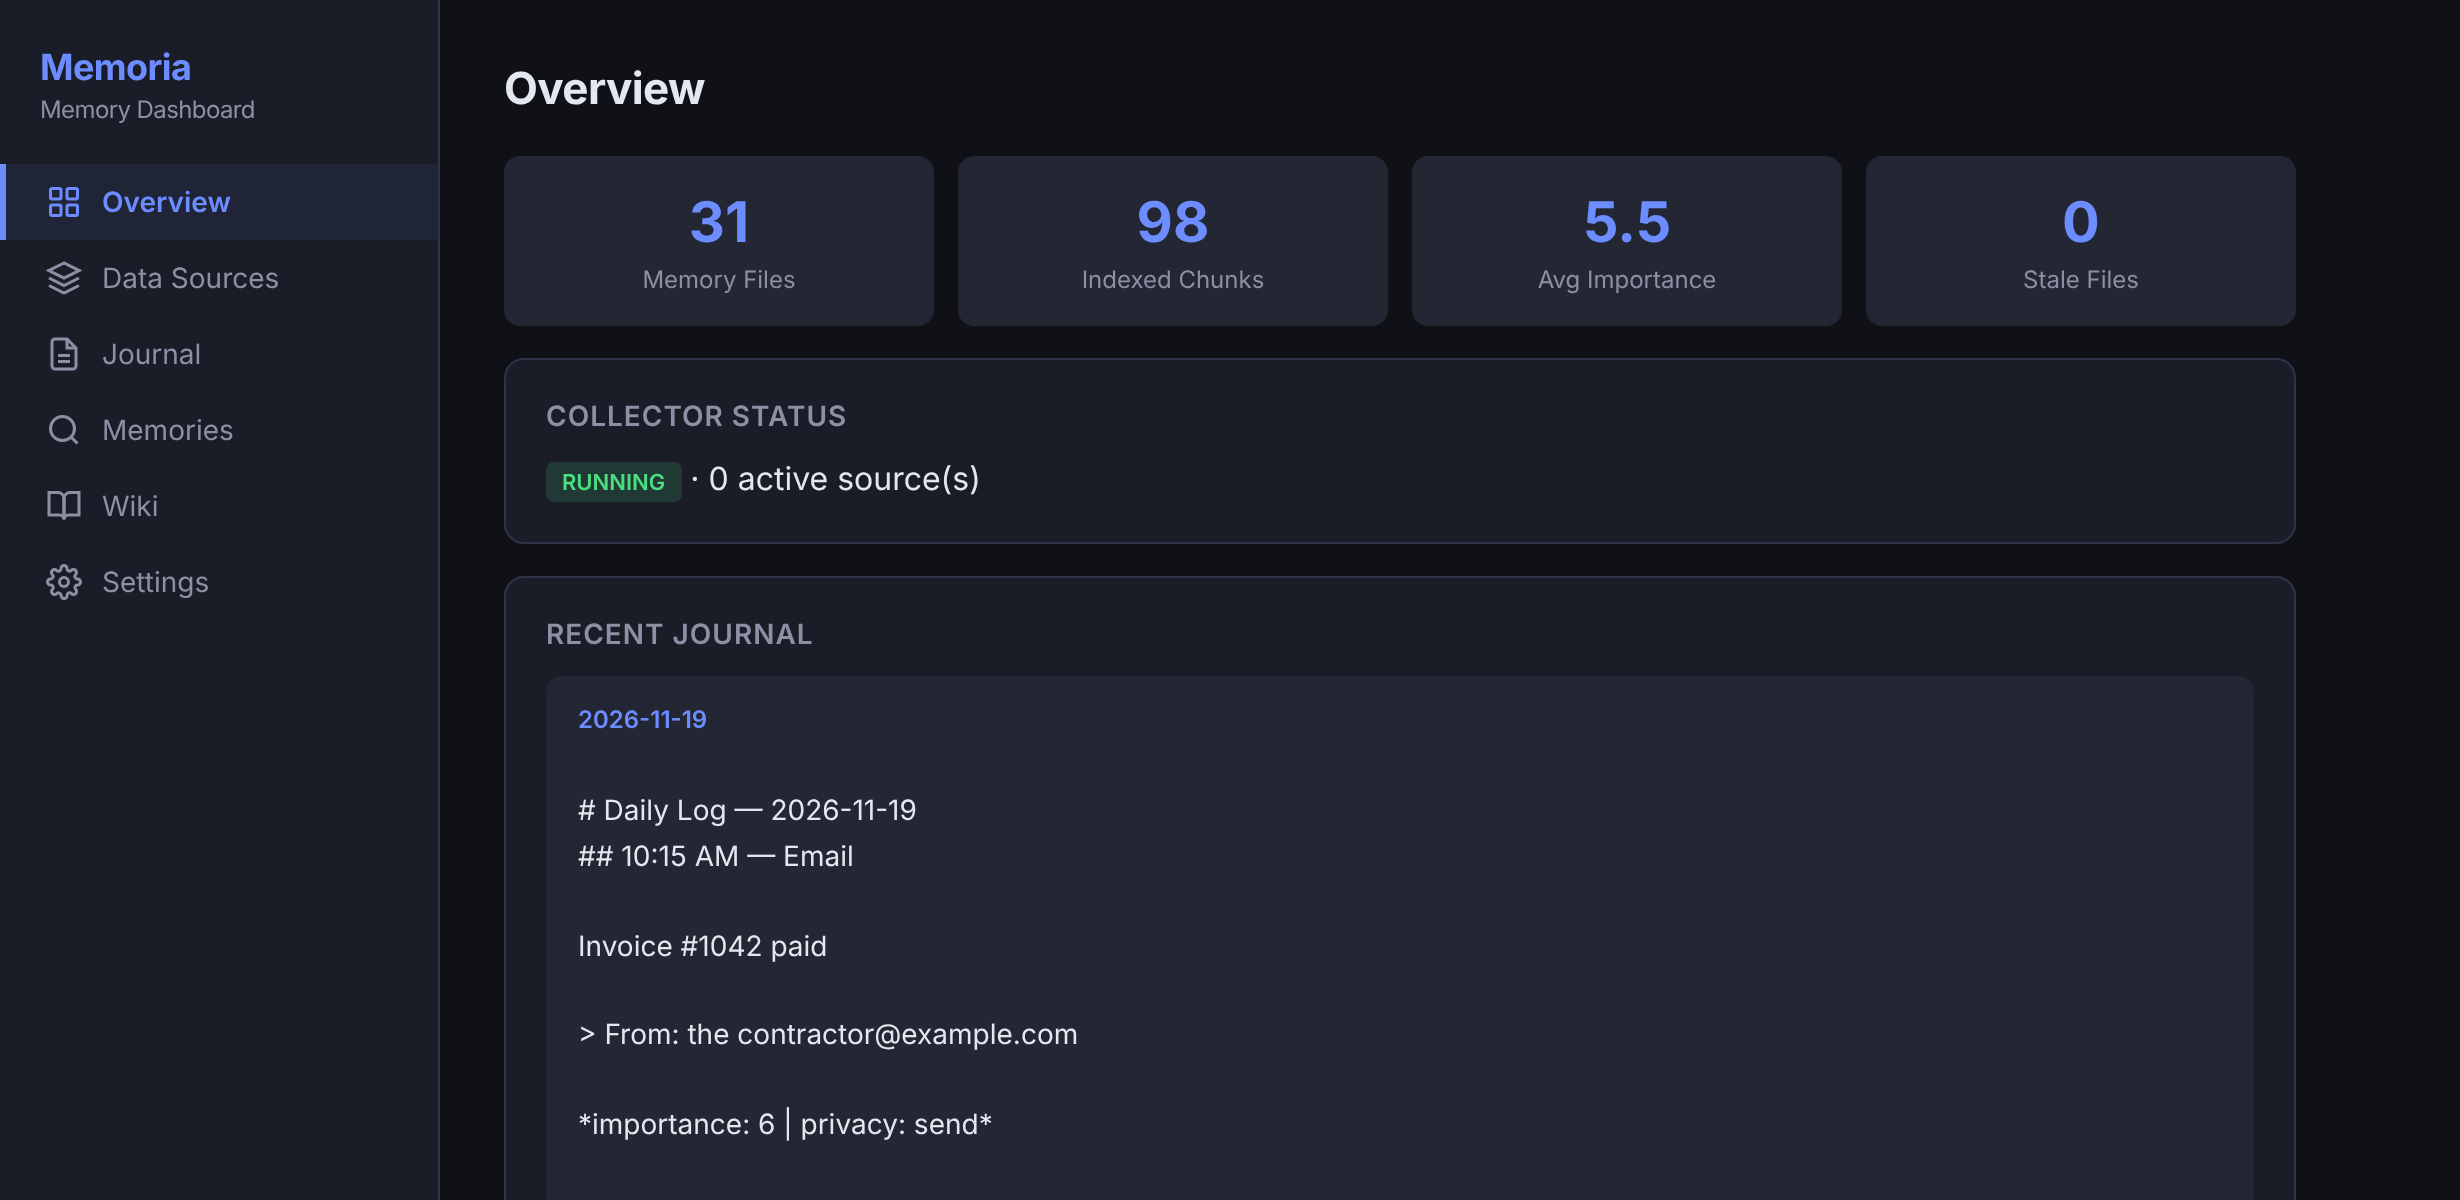 Memoria
Memory Dashboard
Overview
Data Sources
Journal
Memories
Wiki
Settings
Overview
31
Memory Files
98
Indexed Chunks
5.5
Avg Importance
0
Stale Files
COLLECTOR STATUS
RUNNING · 0 active source(s)
RECENT JOURNAL
2026-11-19
# Daily Log — 2026-11-19
## 10:15 AM — Email
Invoice #1042 paid
> From: the contractor@example.com
*importance: 6 | privacy: send*